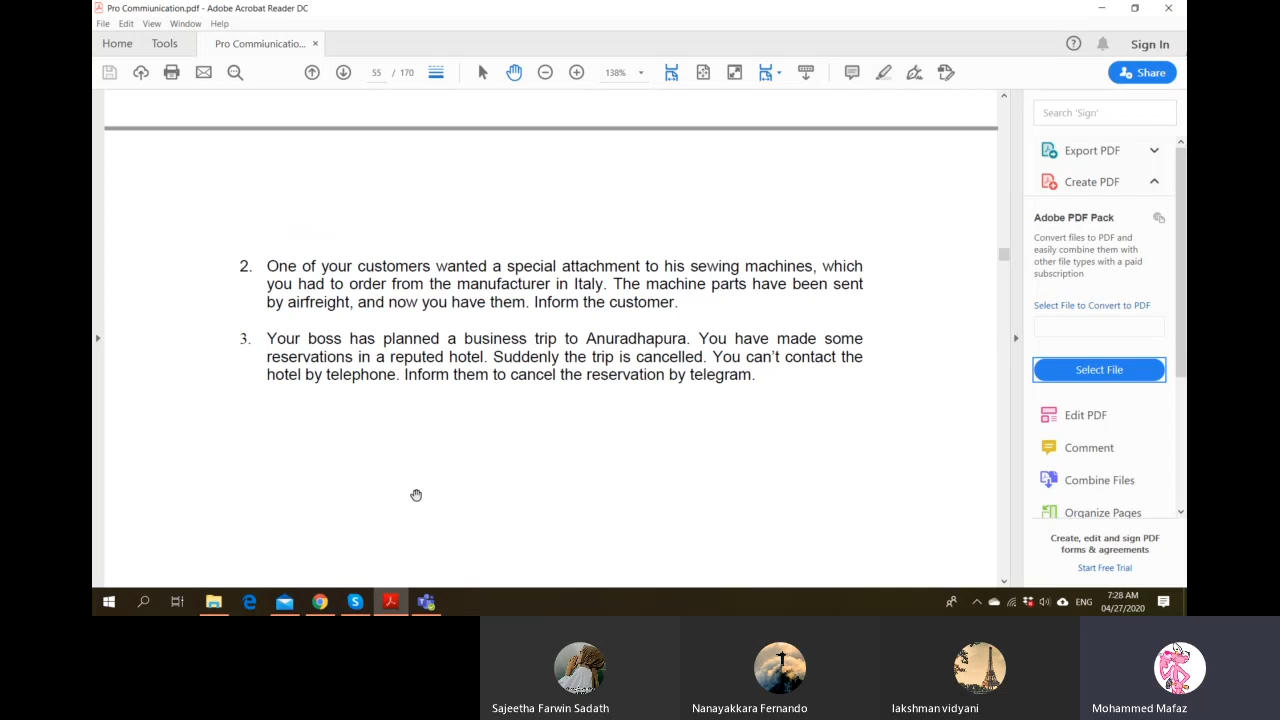 Pro Commiunication.pdf - Adobe Acrobat Reader DC
File Edit View Window Help
Home Tools Pro Commiunicatio... ×
Sign In
55 / 170 138%
Share
Search 'Sign'
Export PDF
Create PDF
Adobe PDF Pack
Convert files to PDF and
easily combine them with
other file types with a paid
subscription
Select File to Convert to PDF
Select File
Edit PDF
Comment
Combine Files
Organize Pages
Create, edit and sign PDF
forms & agreements
Start Free Trial
2. One of your customers wanted a special attachment to his sewing machines, which
you had to order from the manufacturer in Italy. The machine parts have been sent
by airfreight, and now you have them. Inform the customer.
3. Your boss has planned a business trip to Anuradhapura. You have made some
reservations in a reputed hotel. Suddenly the trip is cancelled. You can't contact the
hotel by telephone. Inform them to cancel the reservation by telegram.
ENG
7:28 AM
04/27/2020
Sajeetha Farwin Sadath
Nanayakkara Fernando
lakshman vidyani
Mohammed Mafaz